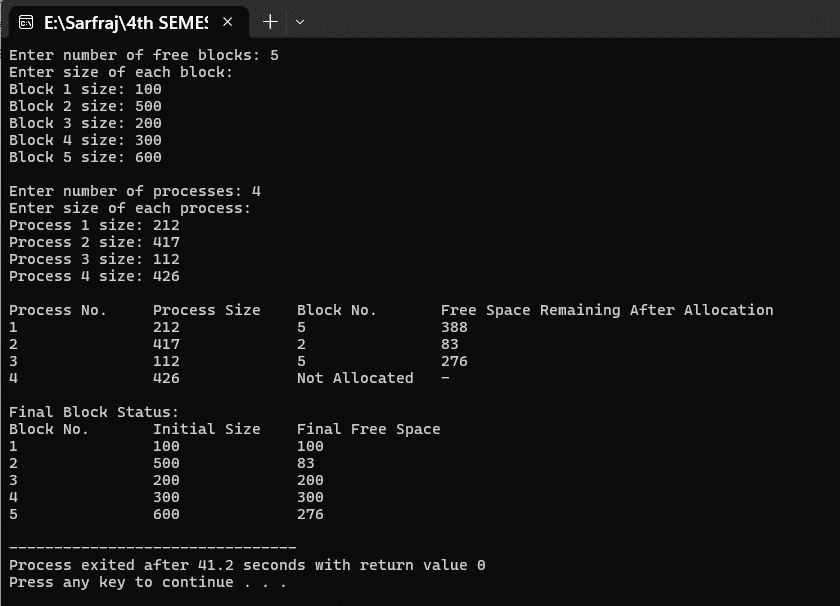 E:\Sarfraj\4th SEMES
Enter number of free blocks: 5
Enter size of each block:
Block 1 size: 100
Block 2 size: 500
Block 3 size: 200
Block 4 size: 300
Block 5 size: 600
Enter number of processes: 4
Enter size of each process:
Process 1 size: 212
Process 2 size: 417
Process 3 size: 112
Process 4 size: 426
Process No. Process Size Block No. Free Space Remaining After Allocation
1 212 5 388
2 417 2 83
3 112 5 276
4 426 Not Allocated -
Final Block Status:
Block No. Initial Size Final Free Space
1 100 100
2 500 83
3 200 200
4 300 300
5 600 276
--------------------------------
Process exited after 41.2 seconds with return value 0
Press any key to continue . . .